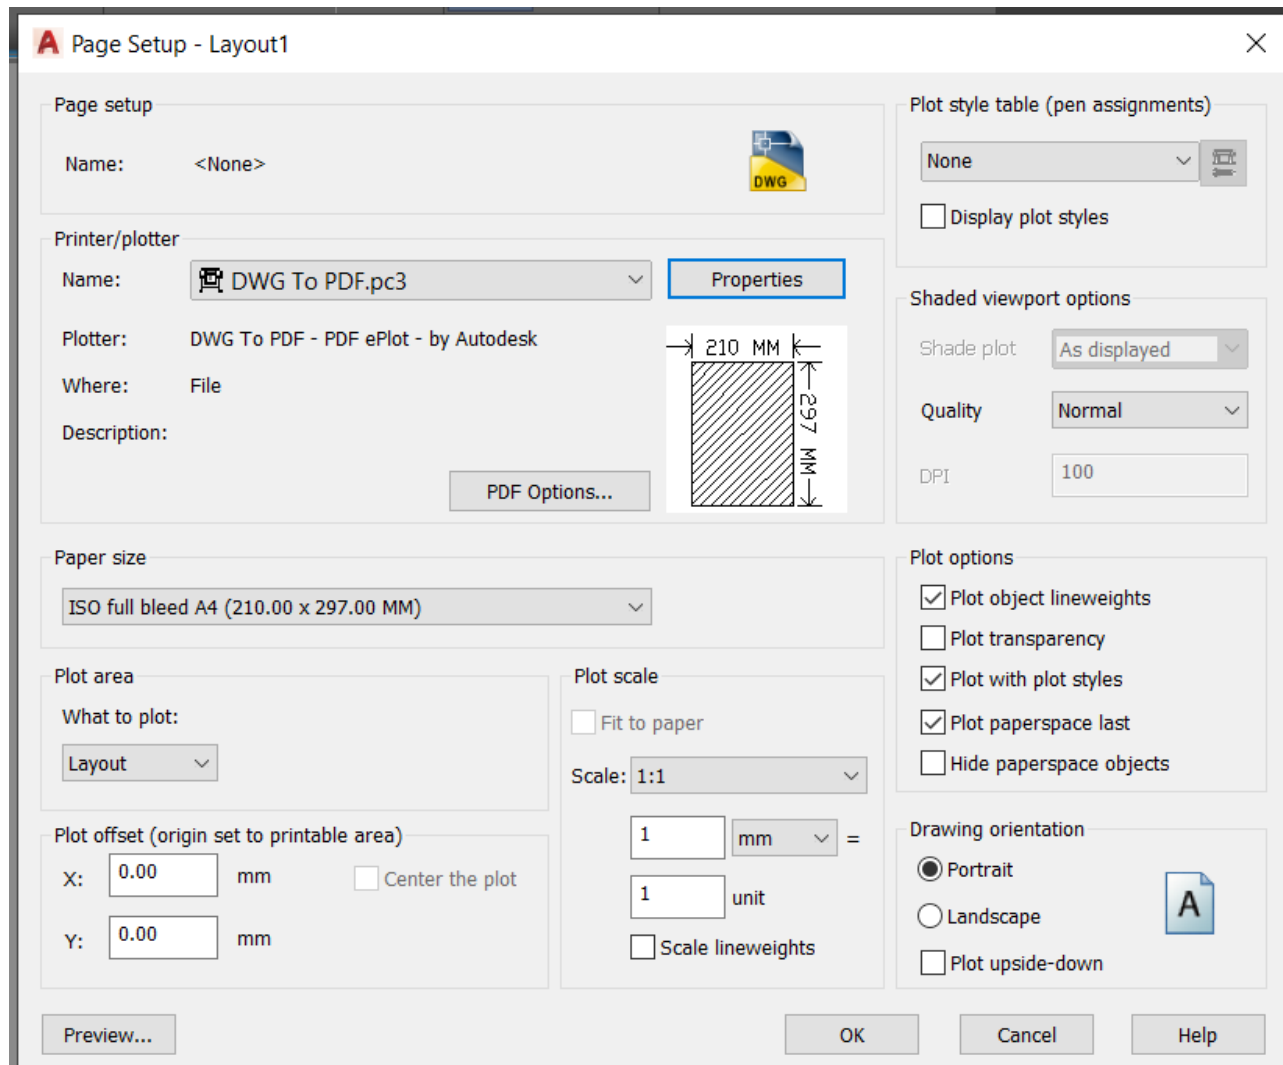 Page Setup - Layout1
Page setup
Name: <None>
DWG
Printer/plotter
Name: DWG To PDF.pc3 Properties
Plotter: DWG To PDF - PDF ePlot - by Autodesk
Where: File
Description:
PDF Options...
210 MM
297 MM
Paper size
ISO full bleed A4 (210.00 x 297.00 MM)
Plot area
What to plot:
Layout
Plot offset (origin set to printable area)
X: 0.00 mm Center the plot
Y: 0.00 mm
Plot scale
Fit to paper
Scale: 1:1
1 mm =
1 unit
Scale lineweights
Plot style table (pen assignments)
None
Display plot styles
Shaded viewport options
Shade plot As displayed
Quality Normal
DPI 100
Plot options
Plot object lineweights
Plot transparency
Plot with plot styles
Plot paperspace last
Hide paperspace objects
Drawing orientation
Portrait
Landscape
A
Plot upside-down
Preview... OK Cancel Help